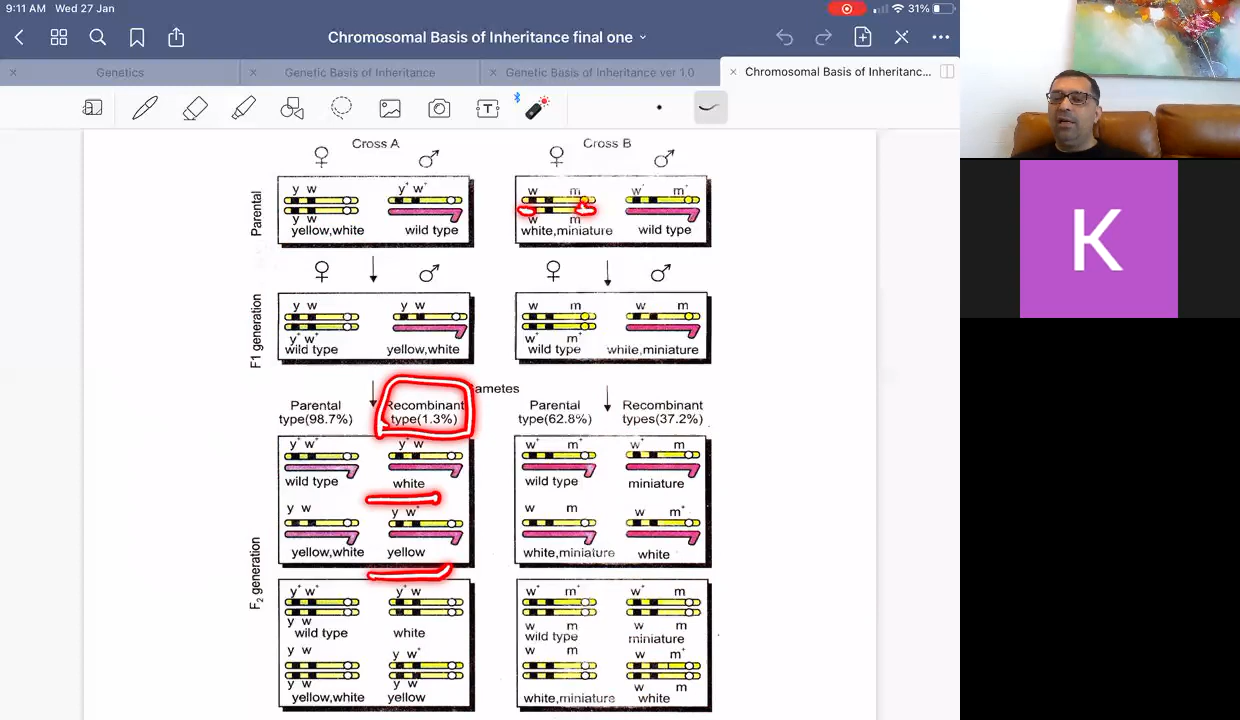 9:11 AM Wed 27 Jan
31%
Chromosomal Basis of Inheritance final one
Genetics
Genetic Basis of Inheritance
Genetic Basis of Inheritance ver 1.0
Chromosomal Basis of Inheritanc...
T
Cross A
Cross B
♀ ♂ ♀ ♂
Parental
y w y⁺ w⁺ w m w⁺ m⁺
y w w m
yellow,white wild type white,miniature wild type
♀ ♂ ♀ ♂
F1 generation
y w y w w m w m
y⁺ w⁺ w⁺ m⁺
wild type yellow,white wild type white,miniature
ametes
Parental Recombinant Parental Recombinant
type(98.7%) type(1.3%) type(62.8%) types(37.2%)
F₂ generation
y⁺ w⁺ y⁺ w w⁺ m⁺ w⁺ m
wild type white wild type miniature
y w y w⁺ w m w m⁺
yellow,white yellow white,miniature white
y⁺ w⁺ y⁺ w w⁺ m⁺ w⁺ m
y w w m w m
wild type white wild type miniature
y w y w⁺ w m w m⁺
y w y w w m
yellow,white yellow white,miniature white
K